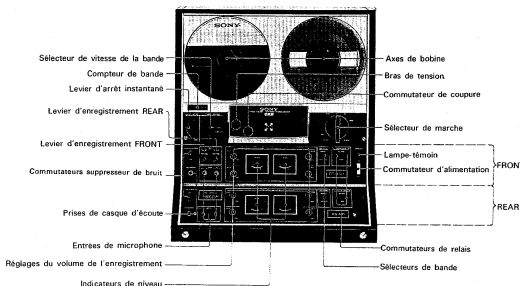 SONY
Sélecteur de vitesse de la bande
Compteur de bande
Levier d'arrêt instantané
Levier d'enregistrement REAR
Levier d'enregistrement FRONT
Commutateurs suppresseur de bruit
Prises de casque d'écoute
Entrées de microphone
Réglages du volume de l'enregistrement
Indicateurs de niveau
SONY
Axes de bobine
Bras de tension.
Commutateur de coupure
Sélecteur de marche
Lampe-témoin
Commutateur d'alimentation
FRONT
REAR
Commutateurs de relais
Sélecteurs de bande